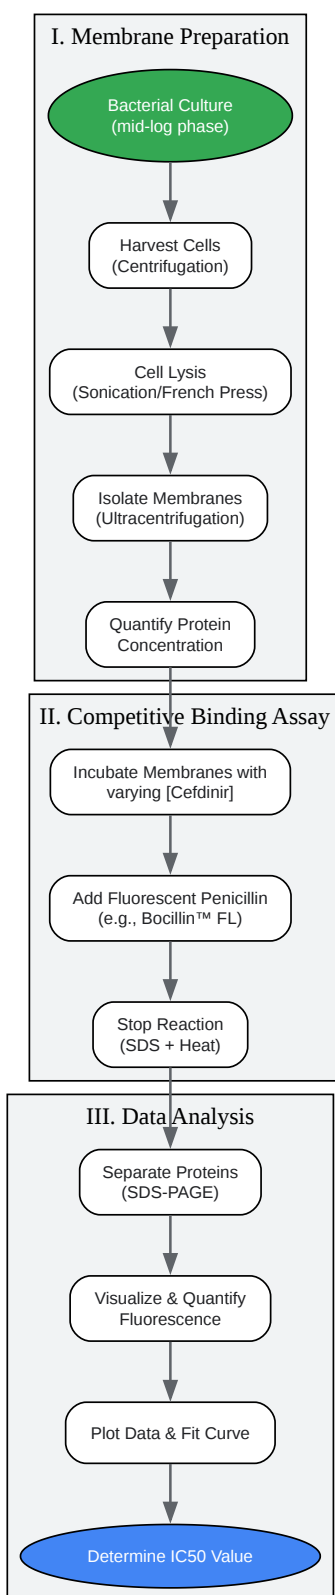 I. Membrane Preparation
Bacterial Culture
(mid-log phase)
Harvest Cells
(Centrifugation)
Cell Lysis
(Sonication/French Press)
Isolate Membranes
(Ultracentrifugation)
Quantify Protein
Concentration
II. Competitive Binding Assay
Incubate Membranes with
varying [Cefdinir]
Add Fluorescent Penicillin
(e.g., Bocillin™ FL)
Stop Reaction
(SDS + Heat)
III. Data Analysis
Separate Proteins
(SDS-PAGE)
Visualize & Quantify
Fluorescence
Plot Data & Fit Curve
Determine IC50 Value